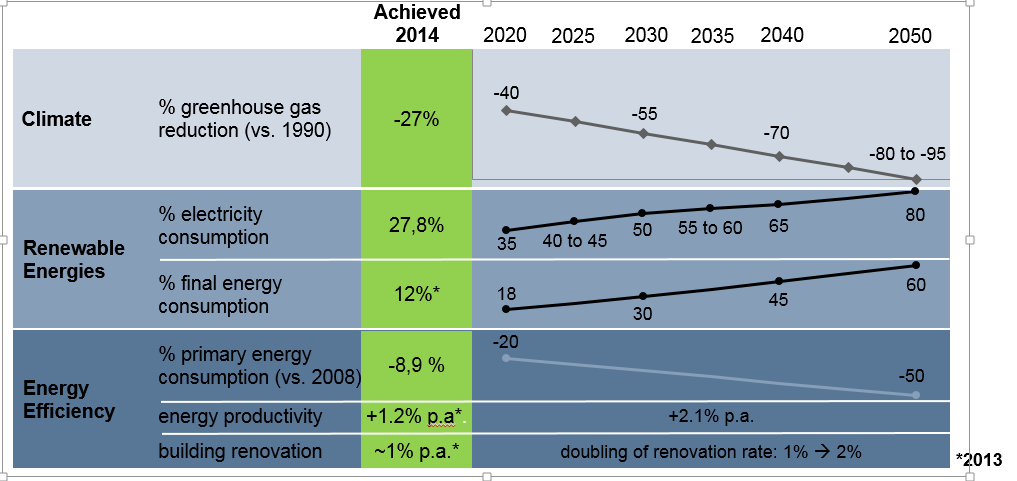 Achieved
2014
2020 2025 2030 2035 2040 2050
Climate
% greenhouse gas
reduction (vs. 1990)
-27%
-40
-55
-70
-80 to -95
Renewable
Energies
% electricity
consumption
27,8%
35
40 to 45
50
55 to 60
65
80
% final energy
consumption
12%*
18
30
45
60
Energy
Efficiency
% primary energy
consumption (vs. 2008)
-8,9 %
-20
-50
energy productivity
+1.2% p.a*.
+2.1% p.a.
building renovation
~1% p.a.*
doubling of renovation rate: 1% → 2%
*2013